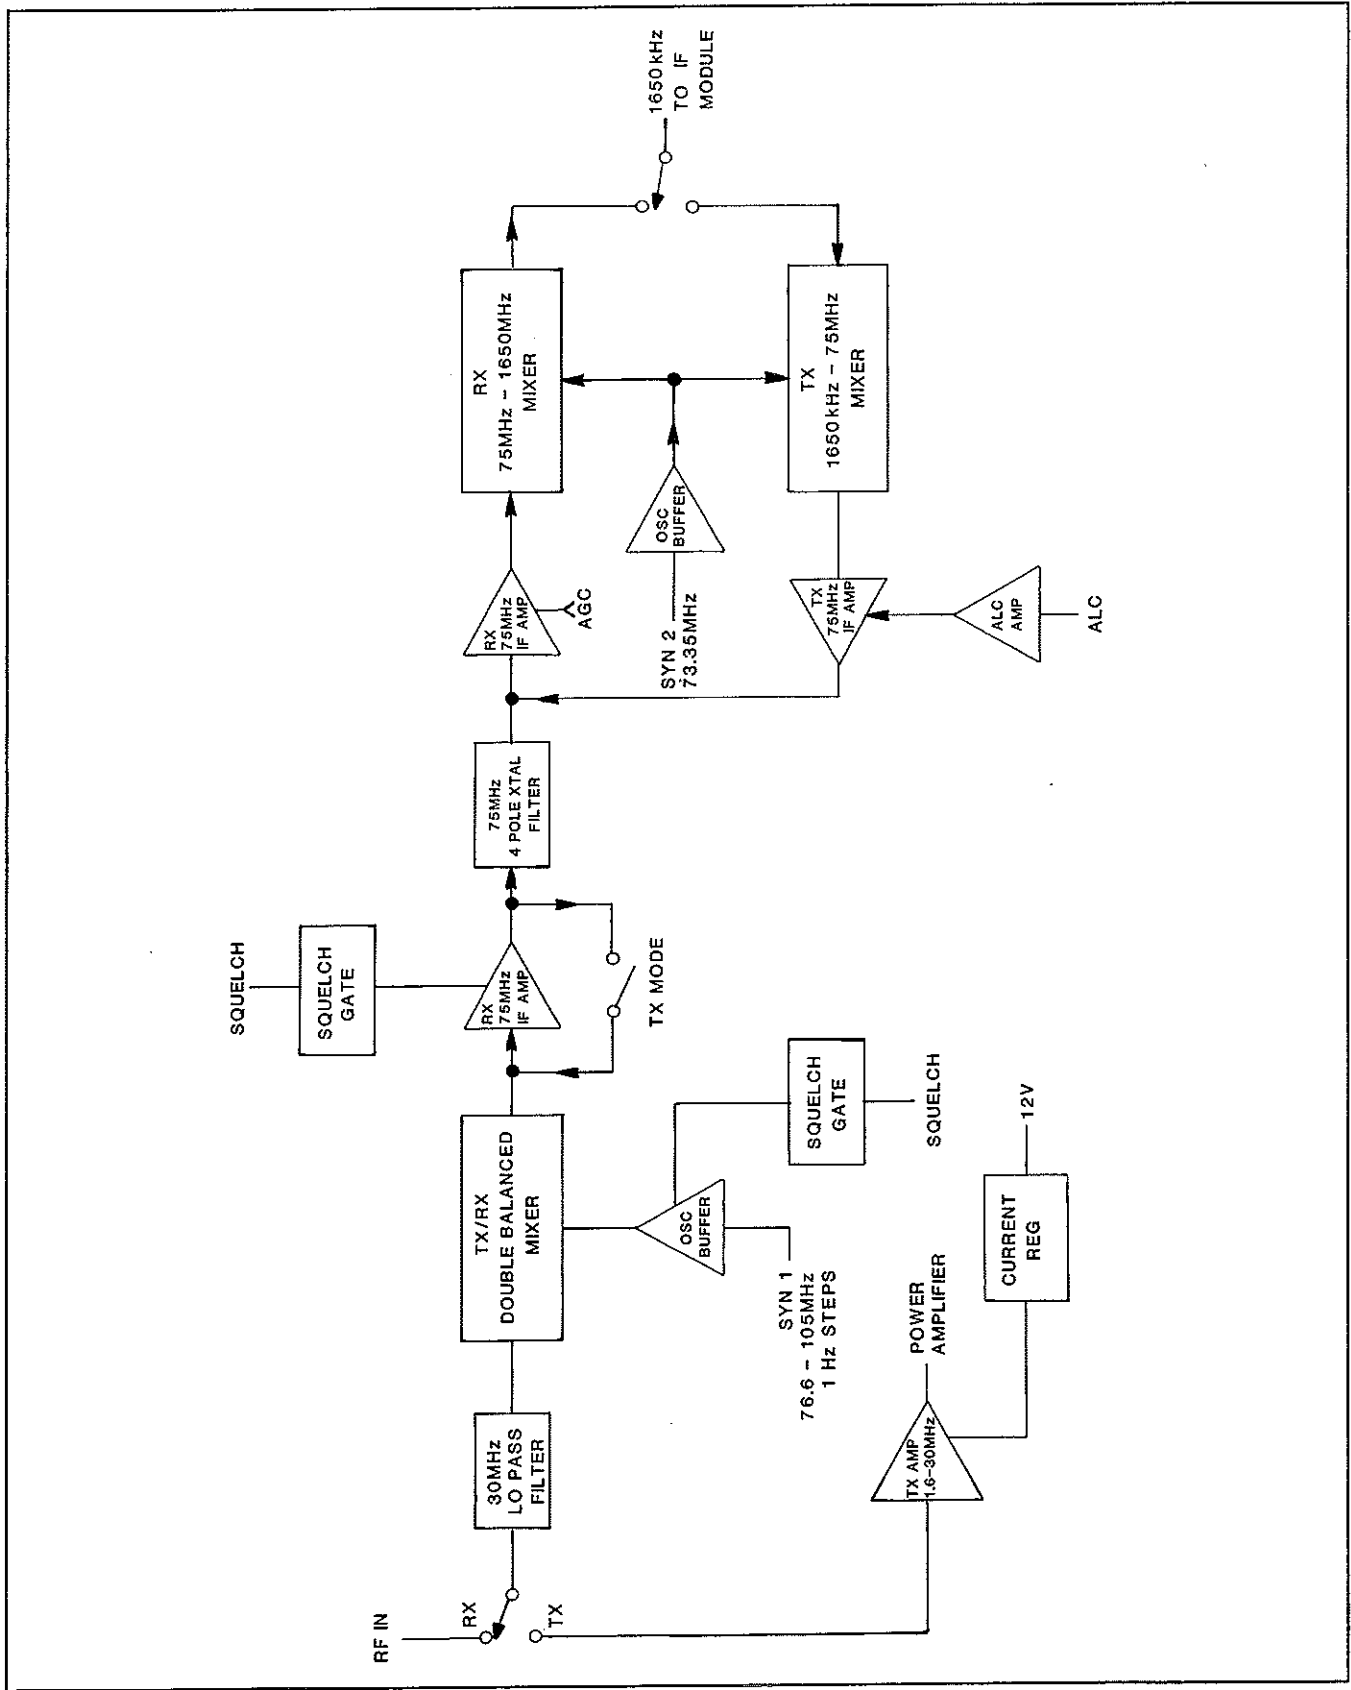 RF IN
RX
TX
30MHz
LO PASS
FILTER
TX/RX
DOUBLE BALANCED
MIXER
OSC
BUFFER
SYN 1
76.6 – 105MHz
1 Hz STEPS
SQUELCH
GATE
SQUELCH
TX AMP
1.6–30MHz
POWER
AMPLIFIER
CURRENT
REG
12V
SQUELCH
SQUELCH
GATE
RX
75MHz
IF AMP
TX MODE
75MHz
4 POLE XTAL
FILTER
RX
75MHz
IF AMP
AGC
RX
75MHz – 1650MHz
MIXER
OSC
BUFFER
SYN 2
73.35MHz
TX
1650kHz – 75MHz
MIXER
TX
75MHz
IF AMP
ALC
AMP
ALC
1650kHz
TO IF
MODULE